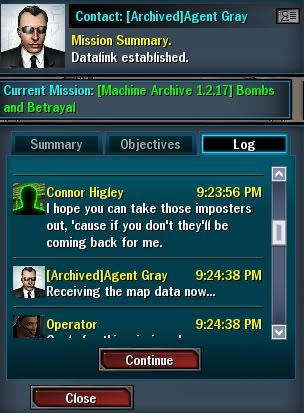 Contact: [Archived]Agent Gray
Mission Summary.
Datalink established.
Current Mission: [Machine Archive 1.2.17] Bombs
and Betrayal
Summary
Objectives
Log
Connor Higley 9:23:56 PM
I hope you can take those imposters
out, 'cause if you don't they'll be
coming back for me.
[Archived]Agent Gray 9:24:38 PM
Receiving the map data now...
Operator 9:24:38 PM
Continue
Close